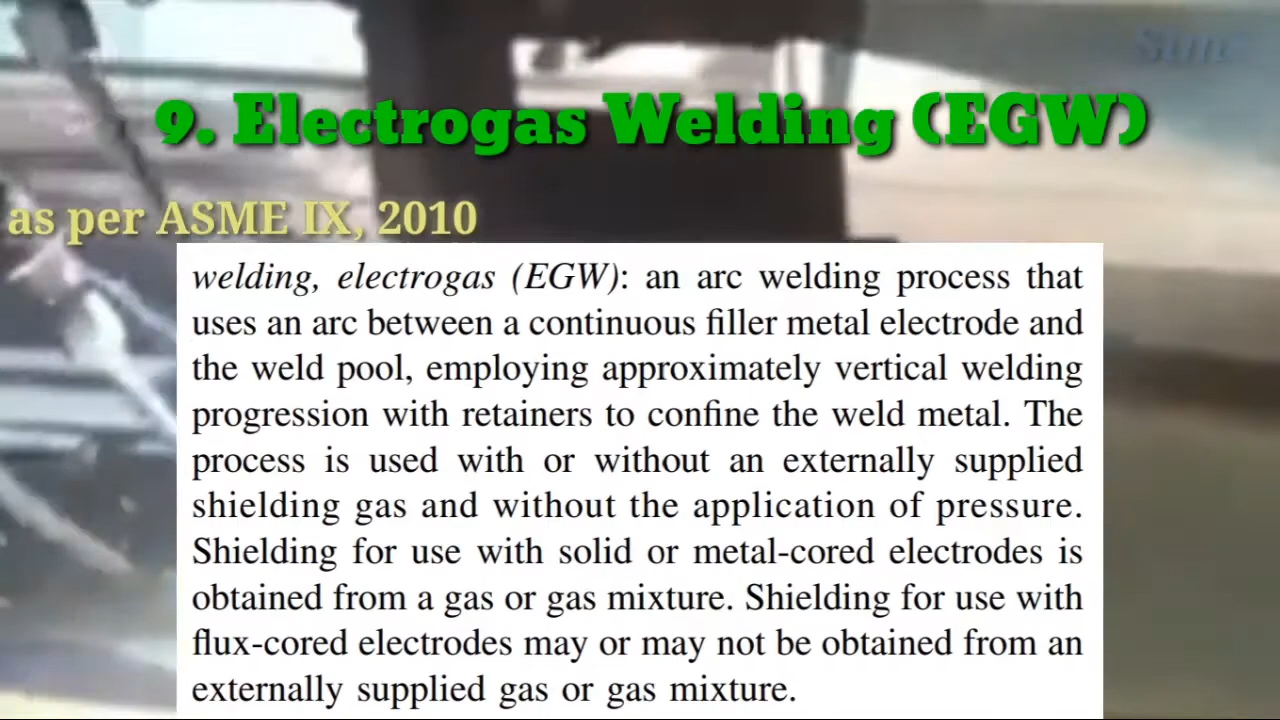 9. Electrogas Welding (EGW)
as per ASME IX, 2010
welding, electrogas (EGW): an arc welding process that
uses an arc between a continuous filler metal electrode and
the weld pool, employing approximately vertical welding
progression with retainers to confine the weld metal. The
process is used with or without an externally supplied
shielding gas and without the application of pressure.
Shielding for use with solid or metal-cored electrodes is
obtained from a gas or gas mixture. Shielding for use with
flux-cored electrodes may or may not be obtained from an
externally supplied gas or gas mixture.